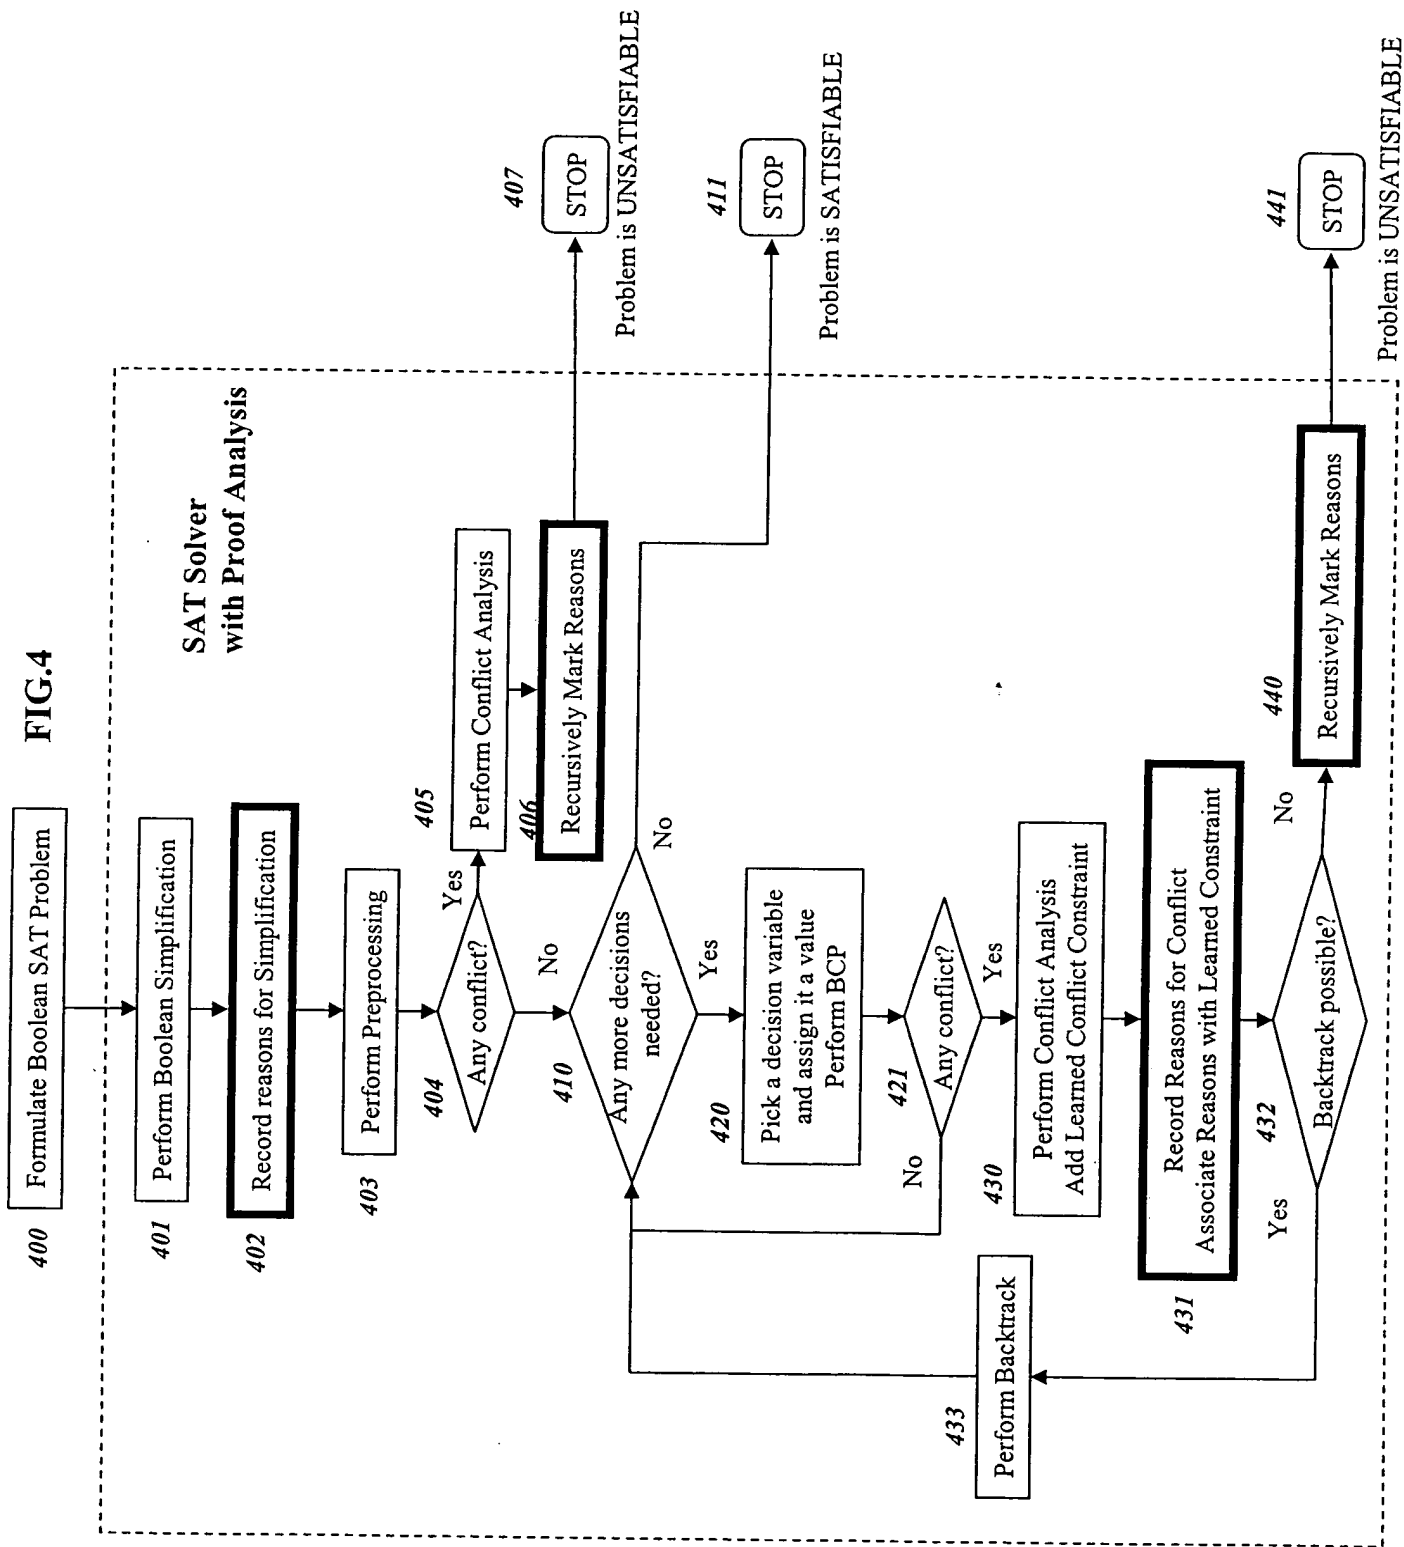 FIG.4
400
Formulate Boolean SAT Problem
SAT Solver
with Proof Analysis
401
Perform Boolean Simplification
402
Record reasons for Simplification
403
Perform Preprocessing
404
Any conflict?
Yes
No
405
Perform Conflict Analysis
406
Recursively Mark Reasons
407
STOP
Problem is UNSATISFIABLE
410
Any more decisions
needed?
No
Yes
411
STOP
Problem is SATISFIABLE
420
Pick a decision variable
and assign it a value
Perform BCP
421
Any conflict?
No
Yes
430
Perform Conflict Analysis
Add Learned Conflict Constraint
431
Record Reasons for Conflict
Associate Reasons with Learned Constraint
432
Backtrack possible?
Yes
No
433
Perform Backtrack
440
Recursively Mark Reasons
441
STOP
Problem is UNSATISFIABLE